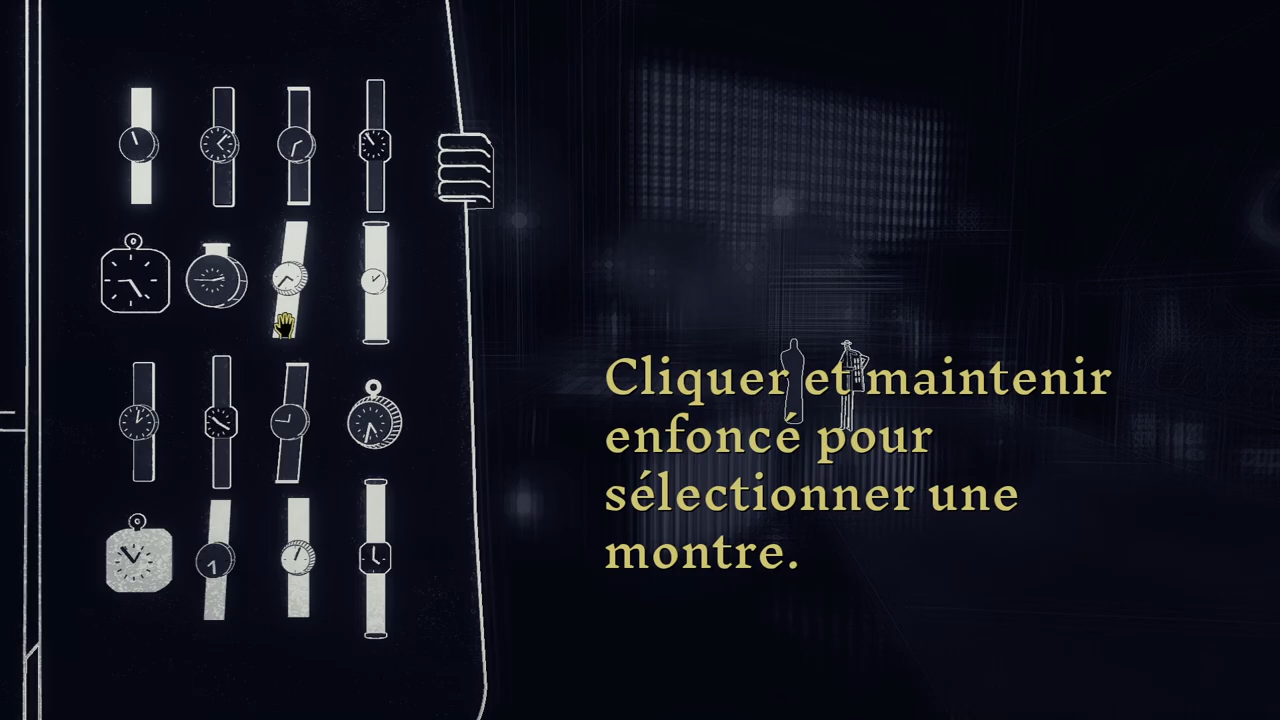 Cliquer et maintenir
enfoncé pour
sélectionner une
montre.